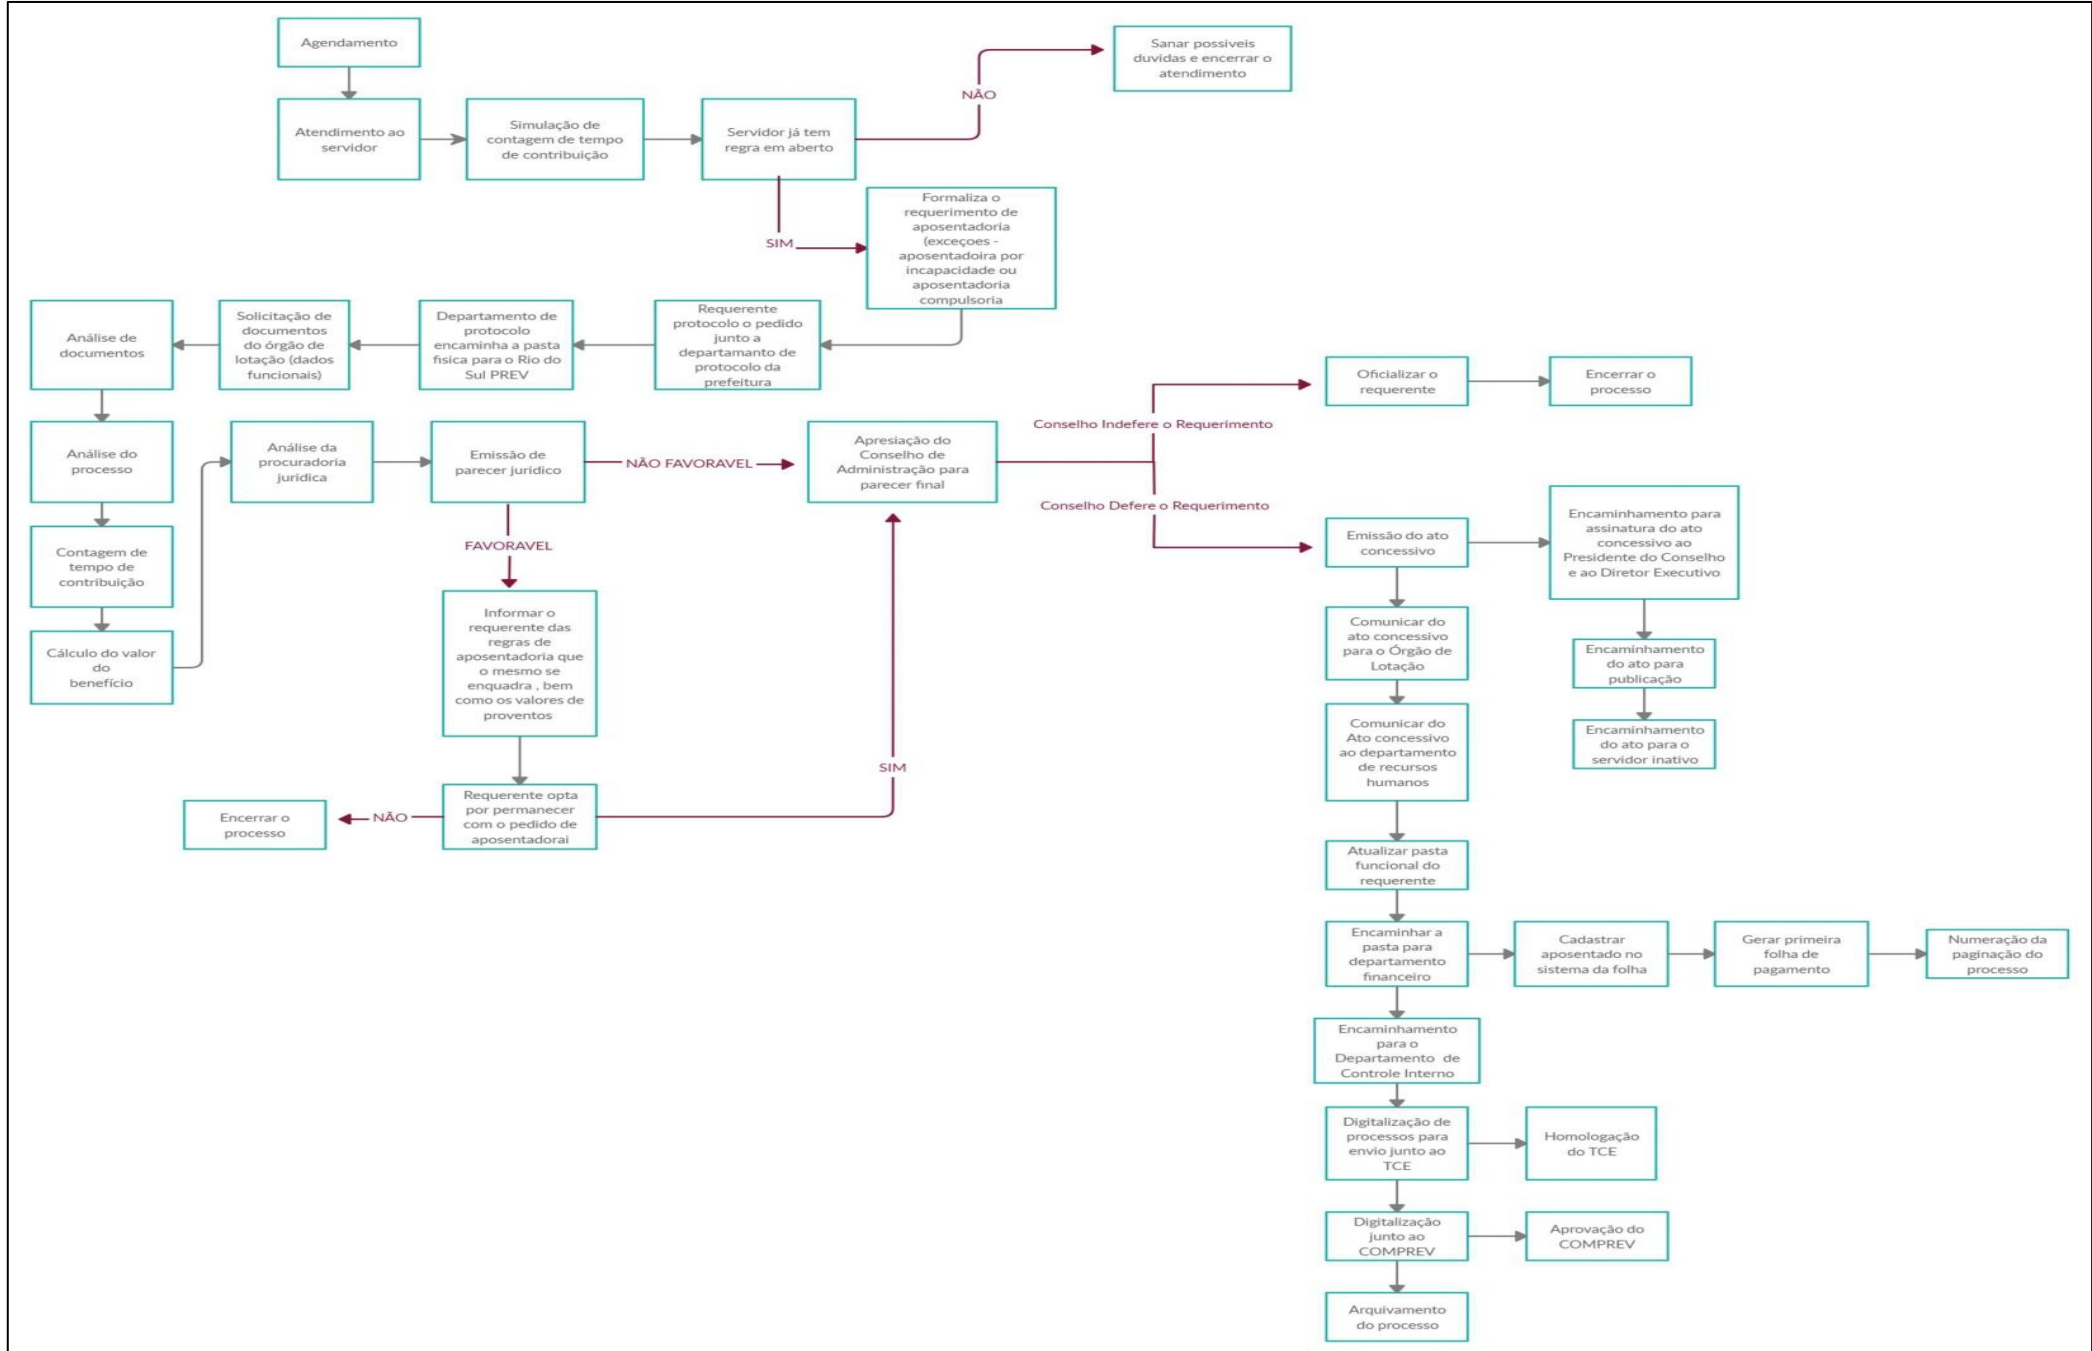 Agendamento
Sanar possiveis
duvidas e encerrar o
atendimento
NÃO
Atendimento ao
servidor
Simulação de
contagem de tempo
de contribuição
Servidor já tem
regra em aberto
SIM
Formaliza o
requerimento de
aposentadoria
(exceçoes -
aposentadoira por
incapacidade ou
aposentadoria
compulsoria
Análise de
documentos
Solicitação de
documentos
do órgão de
lotação (dados
funcionais)
Departamento de
protocolo
encaminha a pasta
fisica para o Rio do
Sul PREV
Requerente
protocolo o pedido
junto a
departamanto de
protocolo da
prefeitura
Oficializar o
requerente
Encerrar o
processo
Análise do
processo
Análise da
procuradoria
juridica
Emissão de
parecer juridico
NÃO FAVORAVEL
Apresiação do
Conselho de
Administração para
parecer final
Conselho Indefere o Requerimento
Conselho Defere o Requerimento
FAVORAVEL
Contagem de
tempo de
contribuição
Emissão do ato
concessivo
Encaminhamento para
assinatura do ato
concessivo ao
Presidente do Conselho
e ao Diretor Executivo
Cálculo do valor
do
benefício
Informar o
requerente das
regras de
aposentadoria que
o mesmo se
enquadra , bem
como os valores de
proventos
Comunicar do
ato concessivo
para o Órgão de
Lotação
Encaminhamento
do ato para
publicação
Comunicar do
Ato concessivo
ao departamento
de recursos
humanos
Encaminhamento
do ato para o
servidor inativo
SIM
Encerrar o
processo
NÃO
Requerente opta
por permanecer
com o pedido de
aposentadorai
Atualizar pasta
funcional do
requerente
Encaminhar a
pasta para
departamento
financeiro
Cadastrar
aposentado no
sistema da folha
Gerar primeira
folha de
pagamento
Numeração da
paginação do
processo
Encaminhamento
para o
Departamento de
Controle Interno
Digitalização de
processos para
envio junto ao
TCE
Homologação
do TCE
Digitalização
junto ao
COMPREV
Aprovação do
COMPREV
Arquivamento
do processo